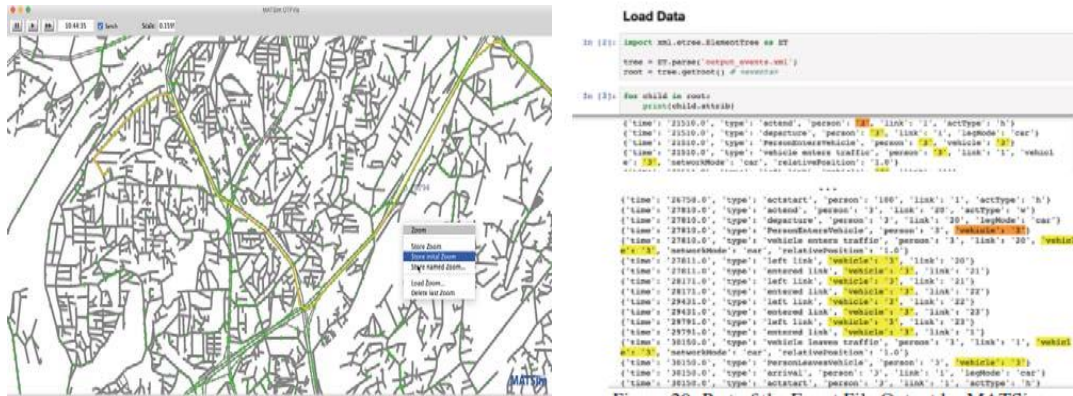 MATSim OTFVis
10:44:35 Synch Scale: 0.159
Zoom
Store Zoom
Store initial Zoom
Store named Zoom...
Load Zoom...
Delete last Zoom
MATSim
Load Data
In [2]: import xml.etree.ElementTree as ET
tree = ET.parse('output_events.xml')
root = tree.getroot() # <events>
In [3]: for child in root:
print(child.attrib)
{'time': '21510.0', 'type': 'actend', 'person': '3', 'link': '1', 'actType': 'h'}
{'time': '21510.0', 'type': 'departure', 'person': '3', 'link': '1', 'legMode': 'car'}
{'time': '21510.0', 'type': 'PersonEntersVehicle', 'person': '3', 'vehicle': '3'}
{'time': '21510.0', 'type': 'vehicle enters traffic', 'person': '3', 'link': '1', 'vehicl
e': '3', 'networkMode': 'car', 'relativePosition': '1.0'}
...
{'time': '26750.0', 'type': 'actstart', 'person': '100', 'link': '1', 'actType': 'h'}
{'time': '27810.0', 'type': 'actend', 'person': '3', 'link': '20', 'actType': 'w'}
{'time': '27810.0', 'type': 'departure', 'person': '3', 'link': '20', 'legMode': 'car'}
{'time': '27810.0', 'type': 'PersonEntersVehicle', 'person': '3', 'vehicle': '3'}
{'time': '27810.0', 'type': 'vehicle enters traffic', 'person': '3', 'link': '20', 'vehicl
e': '3', 'networkMode': 'car', 'relativePosition': '1.0'}
{'time': '27811.0', 'type': 'left link', 'vehicle': '3', 'link': '20'}
{'time': '27811.0', 'type': 'entered link', 'vehicle': '3', 'link': '21'}
{'time': '28171.0', 'type': 'left link', 'vehicle': '3', 'link': '21'}
{'time': '28171.0', 'type': 'entered link', 'vehicle': '3', 'link': '22'}
{'time': '29431.0', 'type': 'left link', 'vehicle': '3', 'link': '22'}
{'time': '29431.0', 'type': 'entered link', 'vehicle': '3', 'link': '23'}
{'time': '29791.0', 'type': 'left link', 'vehicle': '3', 'link': '23'}
{'time': '29791.0', 'type': 'entered link', 'vehicle': '3', 'link': '1'}
{'time': '30150.0', 'type': 'vehicle leaves traffic', 'person': '3', 'link': '1', 'vehicl
e': '3', 'networkMode': 'car', 'relativePosition': '1.0'}
{'time': '30150.0', 'type': 'PersonLeavesVehicle', 'person': '3', 'vehicle': '3'}
{'time': '30150.0', 'type': 'arrival', 'person': '3', 'link': '1', 'legMode': 'car'}
{'time': '30150.0', 'type': 'actstart', 'person': '3', 'link': '1', 'actType': 'h'}